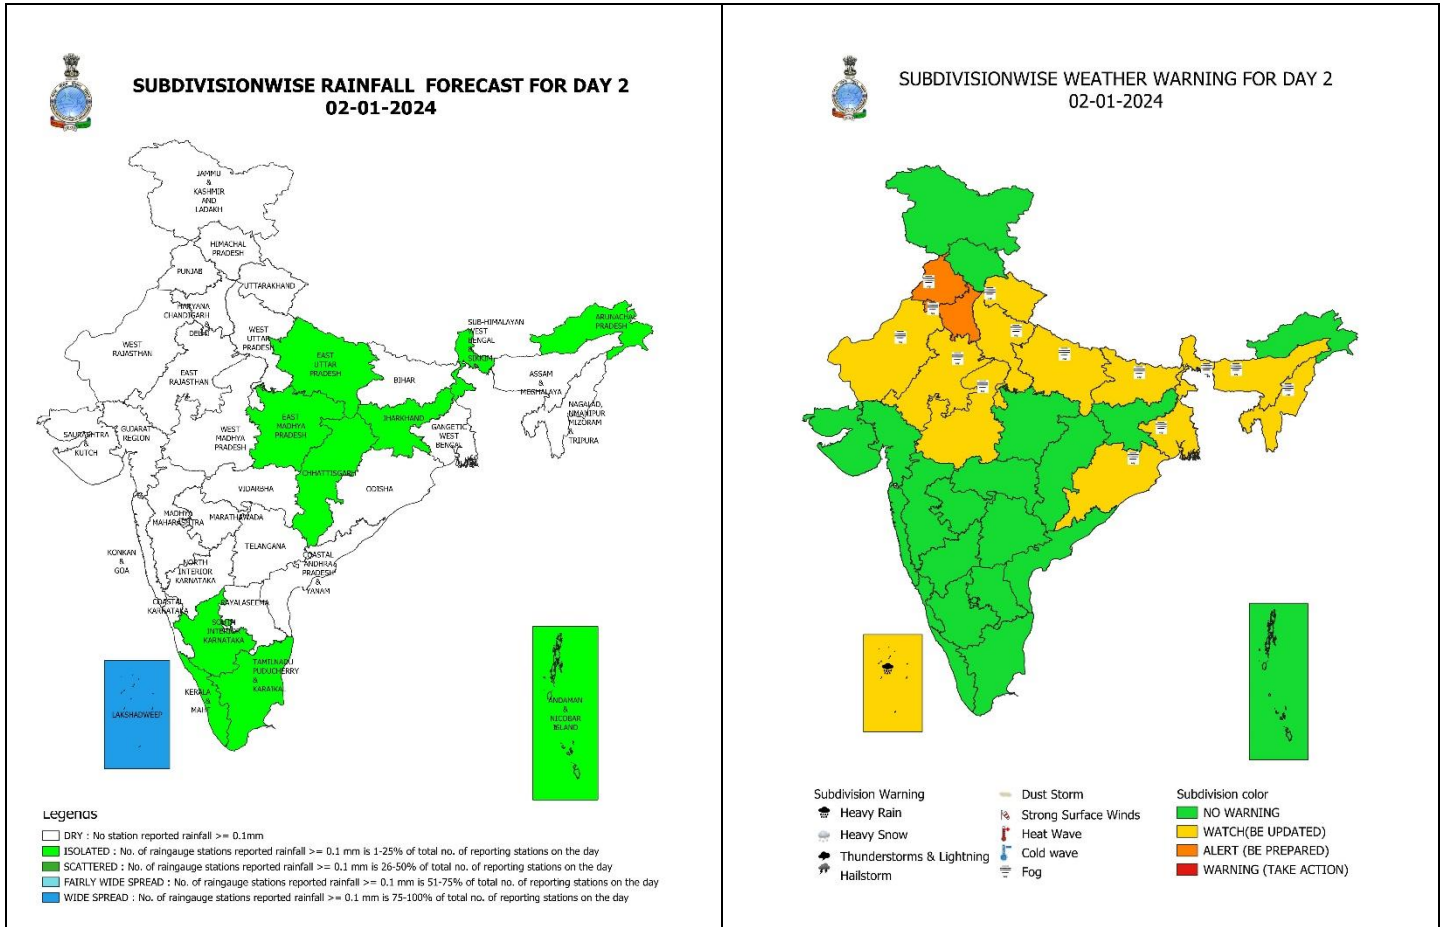 SUBDIVISIONWISE RAINFALL FORECAST FOR DAY 2
02-01-2024
JAMMU
&
KASHMIR
AND
LADAKH
HIMACHAL
PRADESH
PUNJAB
UTTARAKHAND
HARYANA
CHANDIGARH
&
DELHI
WEST
UTTAR
PRADESH
WEST
RAJASTHAN
EAST
RAJASTHAN
EAST
UTTAR
PRADESH
BIHAR
SUB-HIMALAYAN
WEST
BENGAL
&
SIKKIM
ARUNACHAL
PRADESH
ASSAM
&
MEGHALAYA
NAGALAD,
MANIPUR
MIZORAM
&
TRIPURA
SAURASHTRA
&
KUTCH
GUJARAT
REGION
WEST
MADHYA
PRADESH
EAST
MADHYA
PRADESH
JHARKHAND
GANGETIC
WEST
BENGAL
CHHATTISGARH
ODISHA
VIDARBHA
MADHYA
MAHARASHTRA
MARATHAWADA
TELANGANA
KONKAN
&
GOA
NORTH
INTERIOR
KARNATAKA
COASTAL
ANDHRA
PRADESH
&
YANAM
COASTAL
KARNATAKA
RAYALASEEMA
SOUTH
INTERIOR
KARNATAKA
TAMILNADU
PUDUCHERRY
&
KARAIKAL
KERALA
&
MAHE
LAKSHADWEEP
ANDAMAN
&
NICOBAR
ISLAND
Legends
DRY : No station reported rainfall >= 0.1mm
ISOLATED : No. of raingauge stations reported rainfall >= 0.1 mm is 1-25% of total no. of reporting stations on the day
SCATTERED : No. of raingauge stations reported rainfall >= 0.1 mm is 26-50% of total no. of reporting stations on the day
FAIRLY WIDE SPREAD : No. of raingauge stations reported rainfall >= 0.1 mm is 51-75% of total no. of reporting stations on the day
WIDE SPREAD : No. of raingauge stations reported rainfall >= 0.1 mm is 75-100% of total no. of reporting stations on the day
SUBDIVISIONWISE WEATHER WARNING FOR DAY 2
02-01-2024
Subdivision Warning
Heavy Rain
Heavy Snow
Thunderstorms & Lightning
Hailstorm
Dust Storm
Strong Surface Winds
Heat Wave
Cold wave
Fog
Subdivision color
NO WARNING
WATCH(BE UPDATED)
ALERT (BE PREPARED)
WARNING (TAKE ACTION)